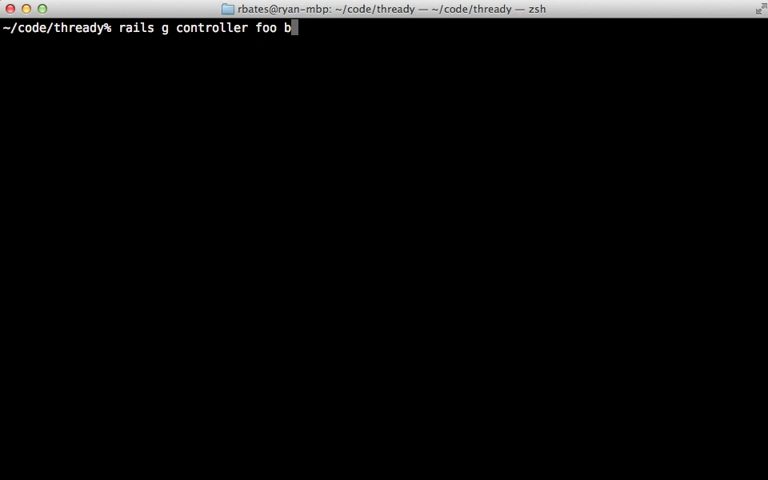 rbates@ryan-mbp: ~/code/thready — ~/code/thready — zsh
~/code/thready% rails g controller foo b